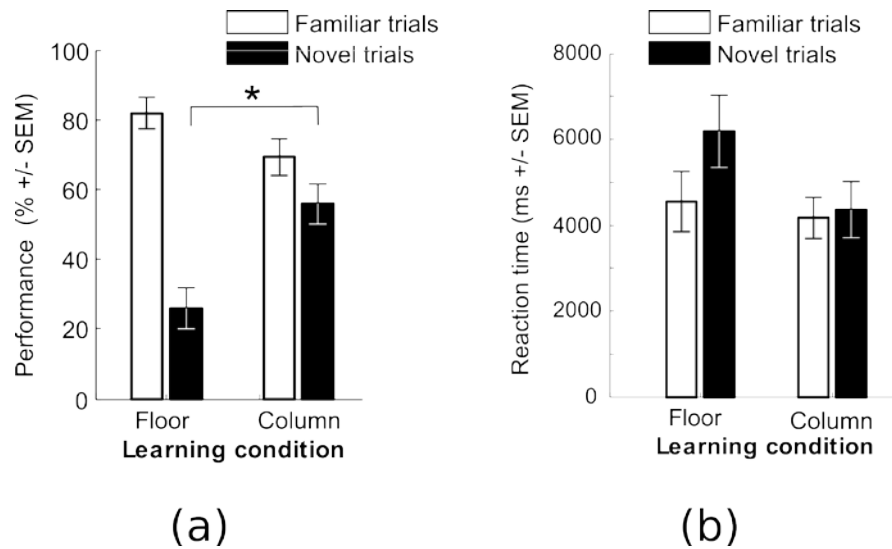 Familiar trials
Novel trials
Performance (% +/- SEM)
100
80
60
40
20
0
*
Floor
Column
Learning condition
(a)
Familiar trials
Novel trials
Reaction time (ms +/- SEM)
8000
6000
4000
2000
0
Floor
Column
Learning condition
(b)